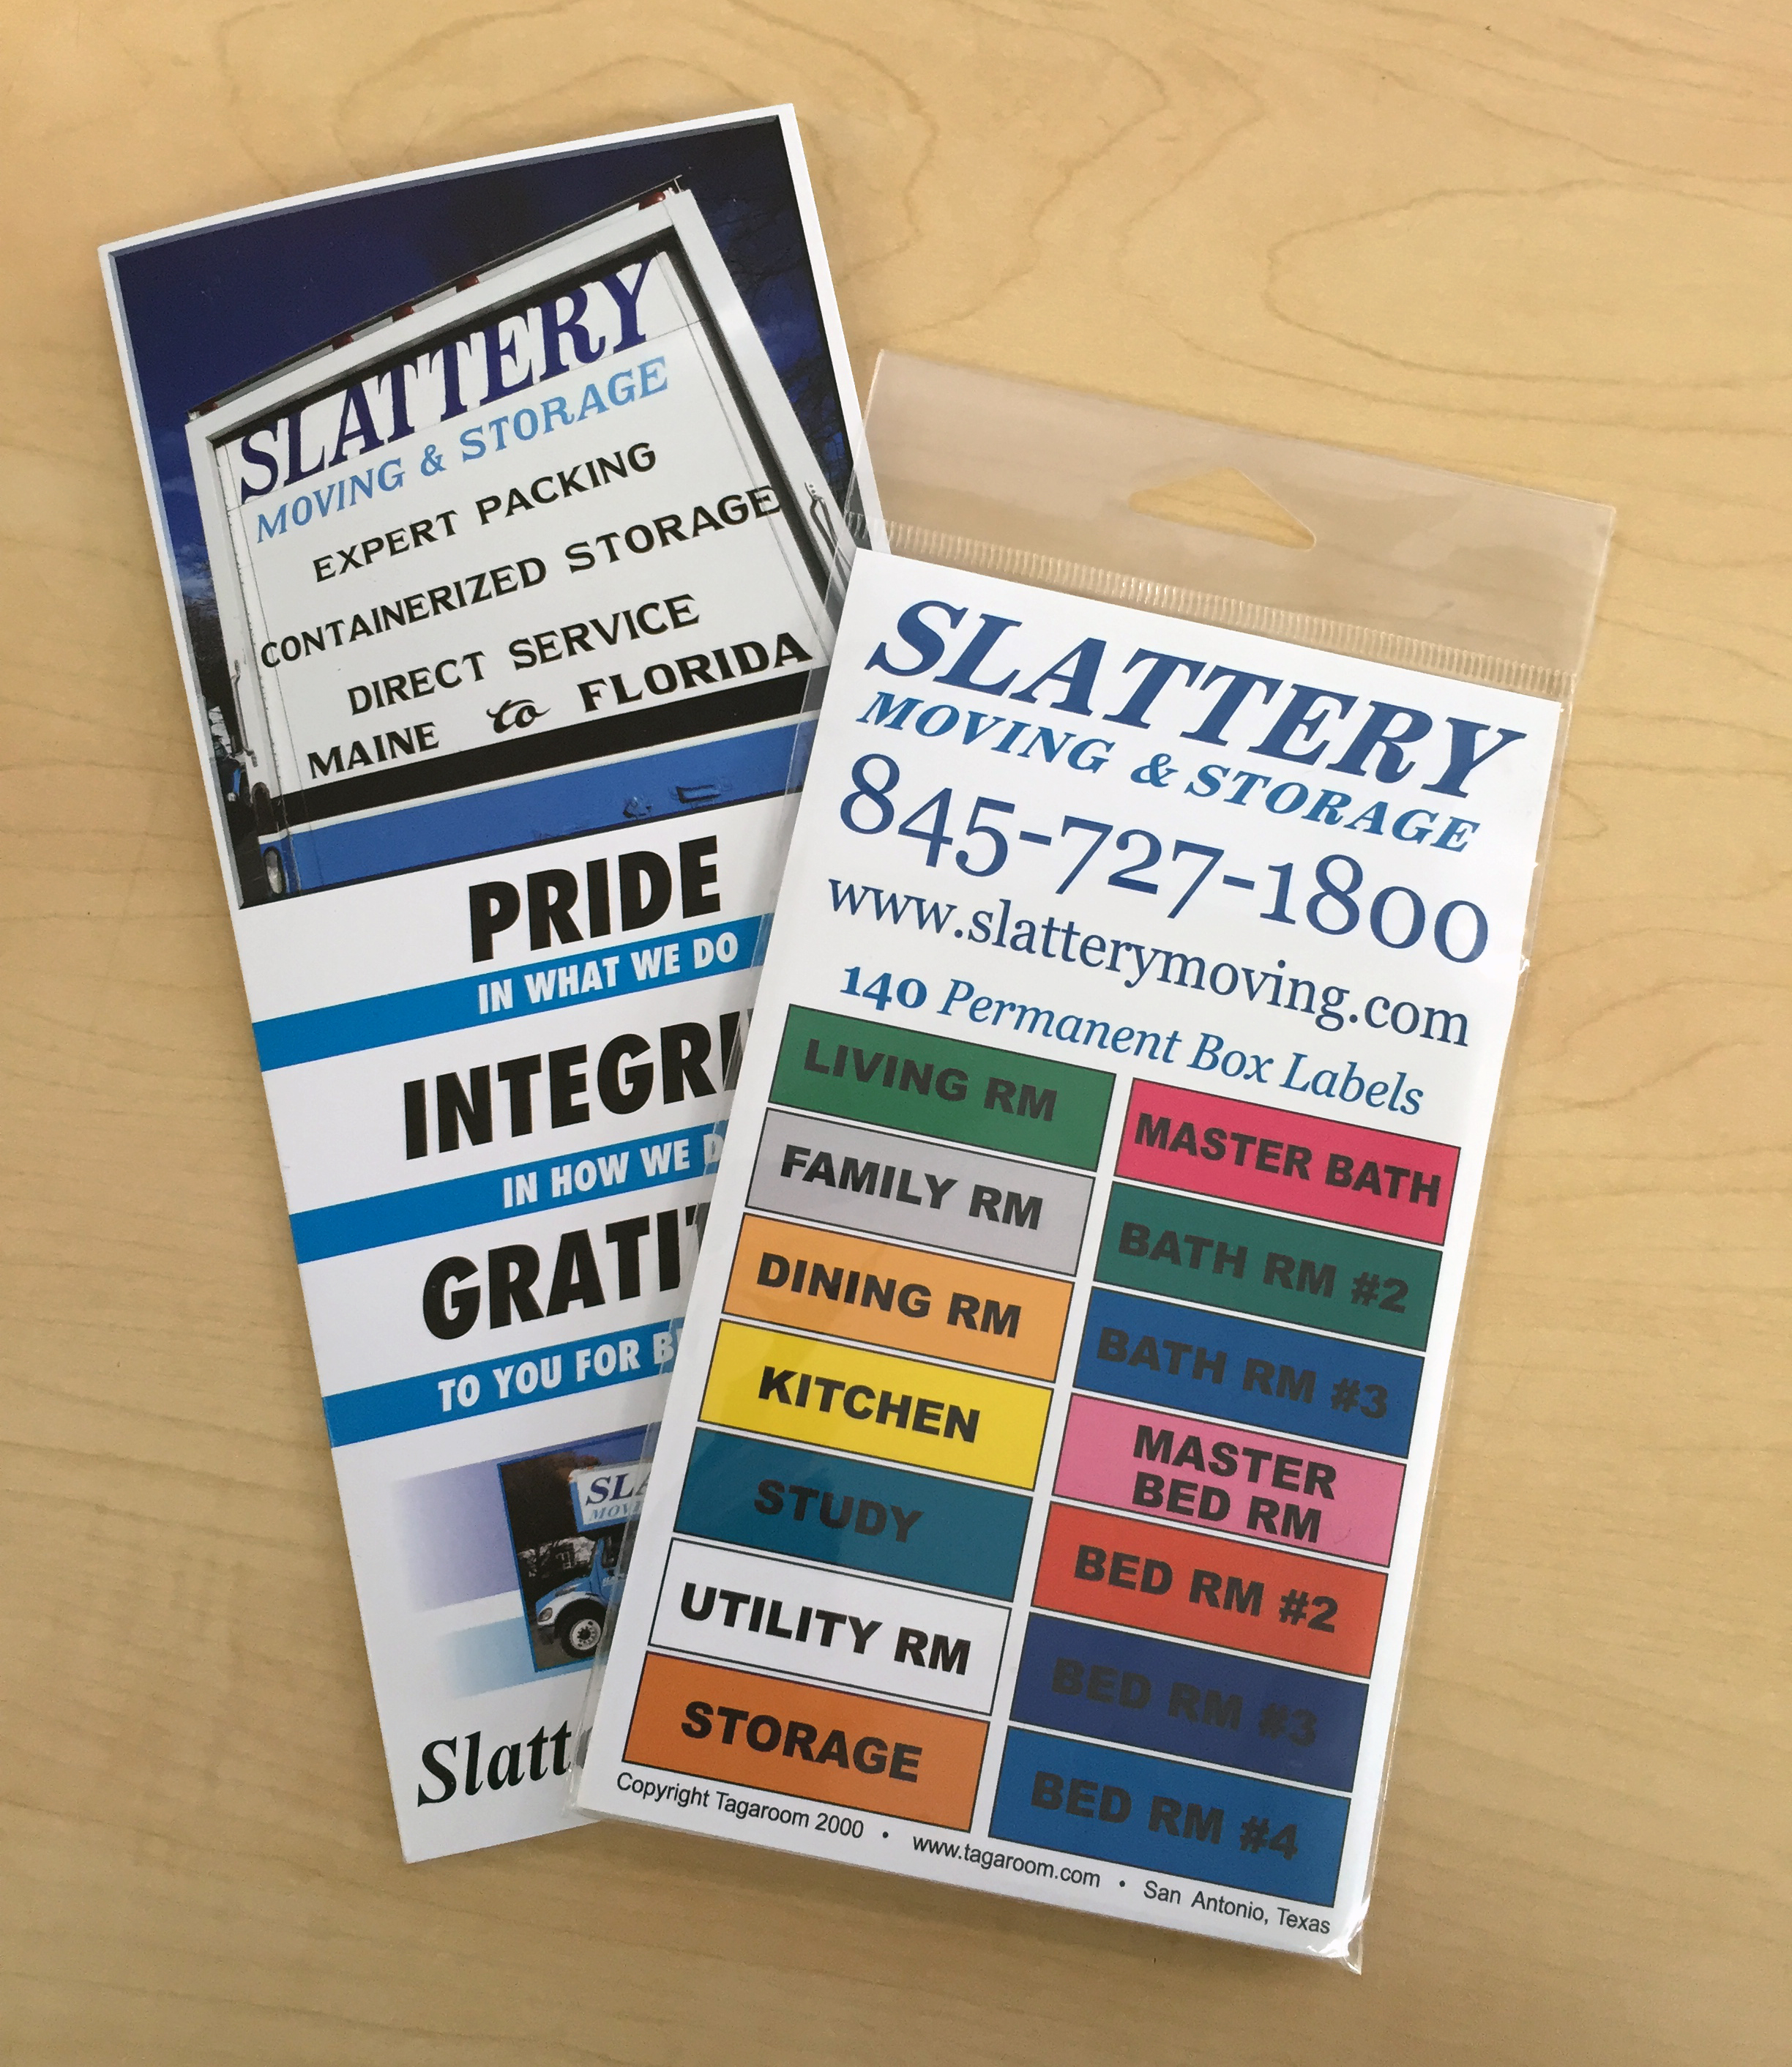 SLATTERY
MOVING & STORAGE
EXPERT PACKING
CONTAINERIZED STORAGE
DIRECT SERVICE
MAINE to FLORIDA
PRIDE
IN WHAT WE DO
IN HOW WE
TO YOU FOR
SLATTERY
MOVING & STORAGE
845-727-1800
www.slatterymoving.com
140 Permanent Box Labels
LIVING RM
FAMILY RM
DINING RM
KITCHEN
STUDY
UTILITY RM
STORAGE
MASTER BATH
BATH RM #2
BATH RM #3
MASTER
BED RM
BED RM #2
BED RM #3
BED RM #4
Copyright Tagaroom 2000 • www.tagaroom.com • San Antonio, Texas